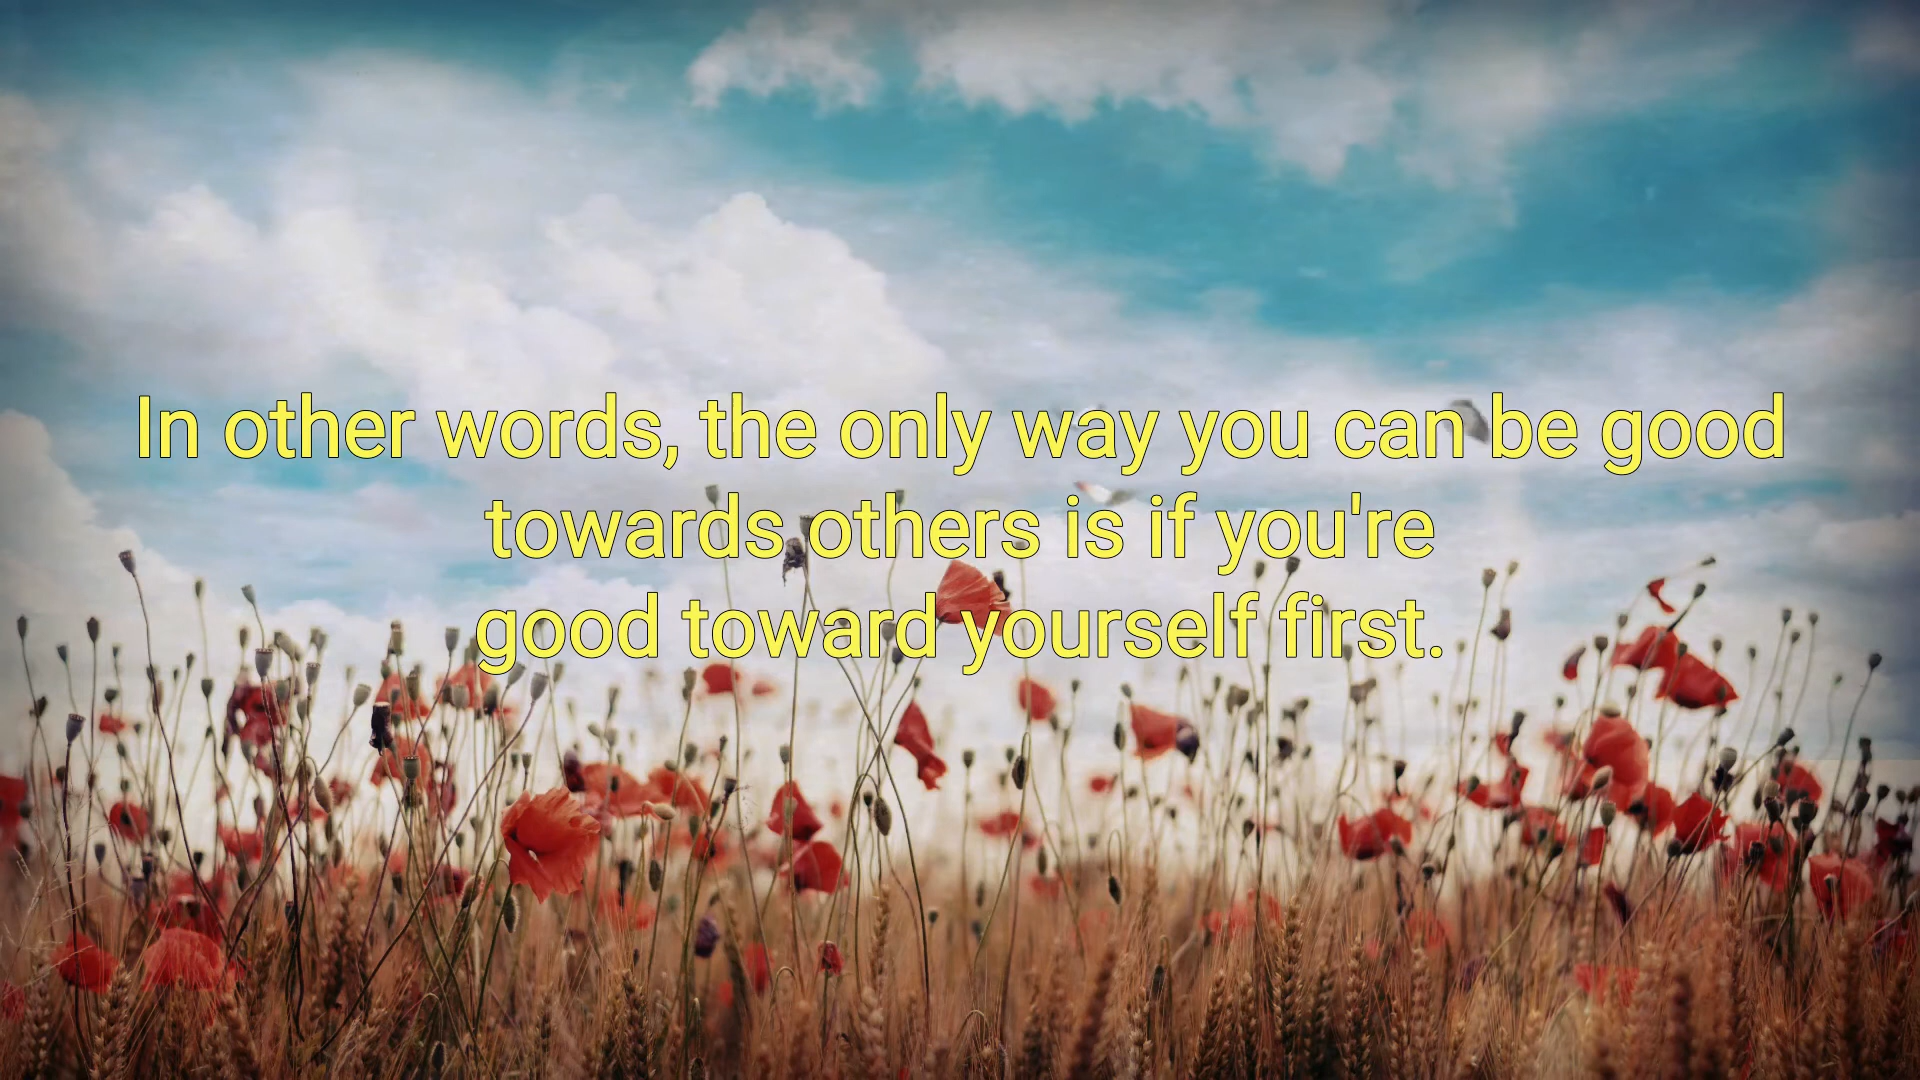 In other words, the only way you can be good
towards others is if you're
good toward yourself first.